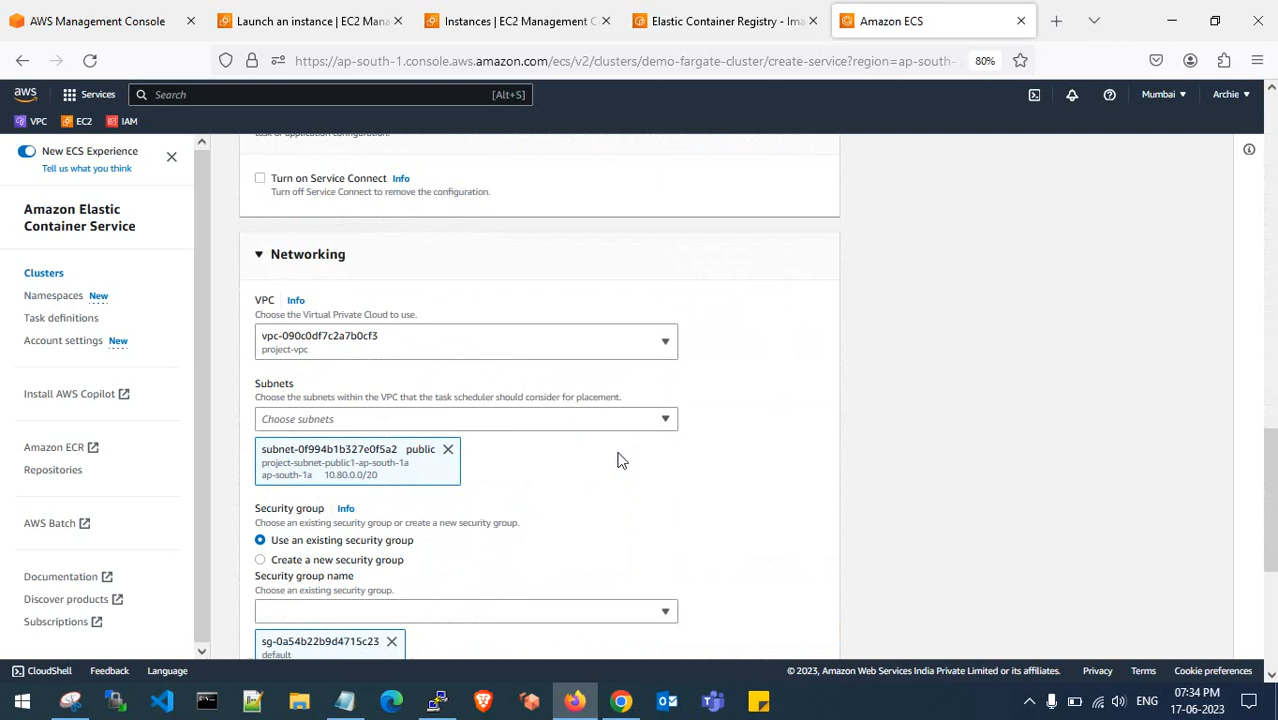 AWS Management Console
Launch an instance | EC2 Mana
Instances | EC2 Management C
Elastic Container Registry - Ima
Amazon ECS
https://ap-south-1.console.aws.amazon.com/ecs/v2/clusters/demo-fargate-cluster/create-service?region=ap-south-
80%
aws
Services
Search
[Alt+S]
Mumbai
Archie
VPC
EC2
IAM
New ECS Experience
Tell us what you think
Amazon Elastic
Container Service
Clusters
Namespaces New
Task definitions
Account settings New
Install AWS Copilot
Amazon ECR
Repositories
AWS Batch
Documentation
Discover products
Subscriptions
task or application configuration.
Turn on Service Connect Info
Turn off Service Connect to remove the configuration.
Networking
VPC Info
Choose the Virtual Private Cloud to use.
vpc-090c0df7c2a7b0cf3
project-vpc
Subnets
Choose the subnets within the VPC that the task scheduler should consider for placement.
Choose subnets
subnet-0f994b1b327e0f5a2 public
project-subnet-public1-ap-south-1a
ap-south-1a 10.80.0.0/20
Security group Info
Choose an existing security group or create a new security group.
Use an existing security group
Create a new security group
Security group name
Choose an existing security group.
sg-0a54b22b9d4715c23
default
CloudShell
Feedback
Language
© 2023, Amazon Web Services India Private Limited or its affiliates.
Privacy
Terms
Cookie preferences
ENG
07:34 PM
17-06-2023